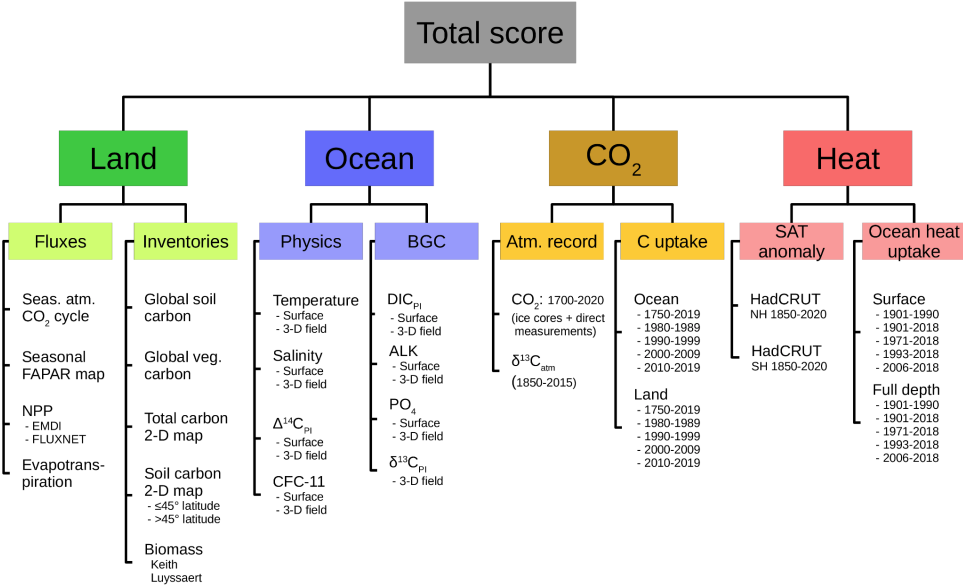 Total score
Land
Ocean
CO₂
Heat
Fluxes
Inventories
Physics
BGC
Atm. record
C uptake
SAT
anomaly
Ocean heat
uptake
Seas. atm.
CO₂ cycle
Seasonal
FAPAR map
NPP
- EMDI
- FLUXNET
Evapotrans-
piration
Global soil
carbon
Global veg.
carbon
Total carbon
2-D map
Soil carbon
2-D map
- ≤45° latitude
- >45° latitude
Biomass
Keith
Luyssaert
Temperature
- Surface
- 3-D field
Salinity
- Surface
- 3-D field
Δ¹⁴C_PI
- Surface
- 3-D field
CFC-11
- Surface
- 3-D field
DIC_PI
- Surface
- 3-D field
ALK
- Surface
- 3-D field
PO₄
- Surface
- 3-D field
δ¹³C_PI
- 3-D field
CO₂: 1700-2020
(ice cores + direct
measurements)
δ¹³C_atm
(1850-2015)
Ocean
- 1750-2019
- 1980-1989
- 1990-1999
- 2000-2009
- 2010-2019
Land
- 1750-2019
- 1980-1989
- 1990-1999
- 2000-2009
- 2010-2019
HadCRUT
NH 1850-2020
HadCRUT
SH 1850-2020
Surface
- 1901-1990
- 1901-2018
- 1971-2018
- 1993-2018
- 2006-2018
Full depth
- 1901-1990
- 1901-2018
- 1971-2018
- 1993-2018
- 2006-2018